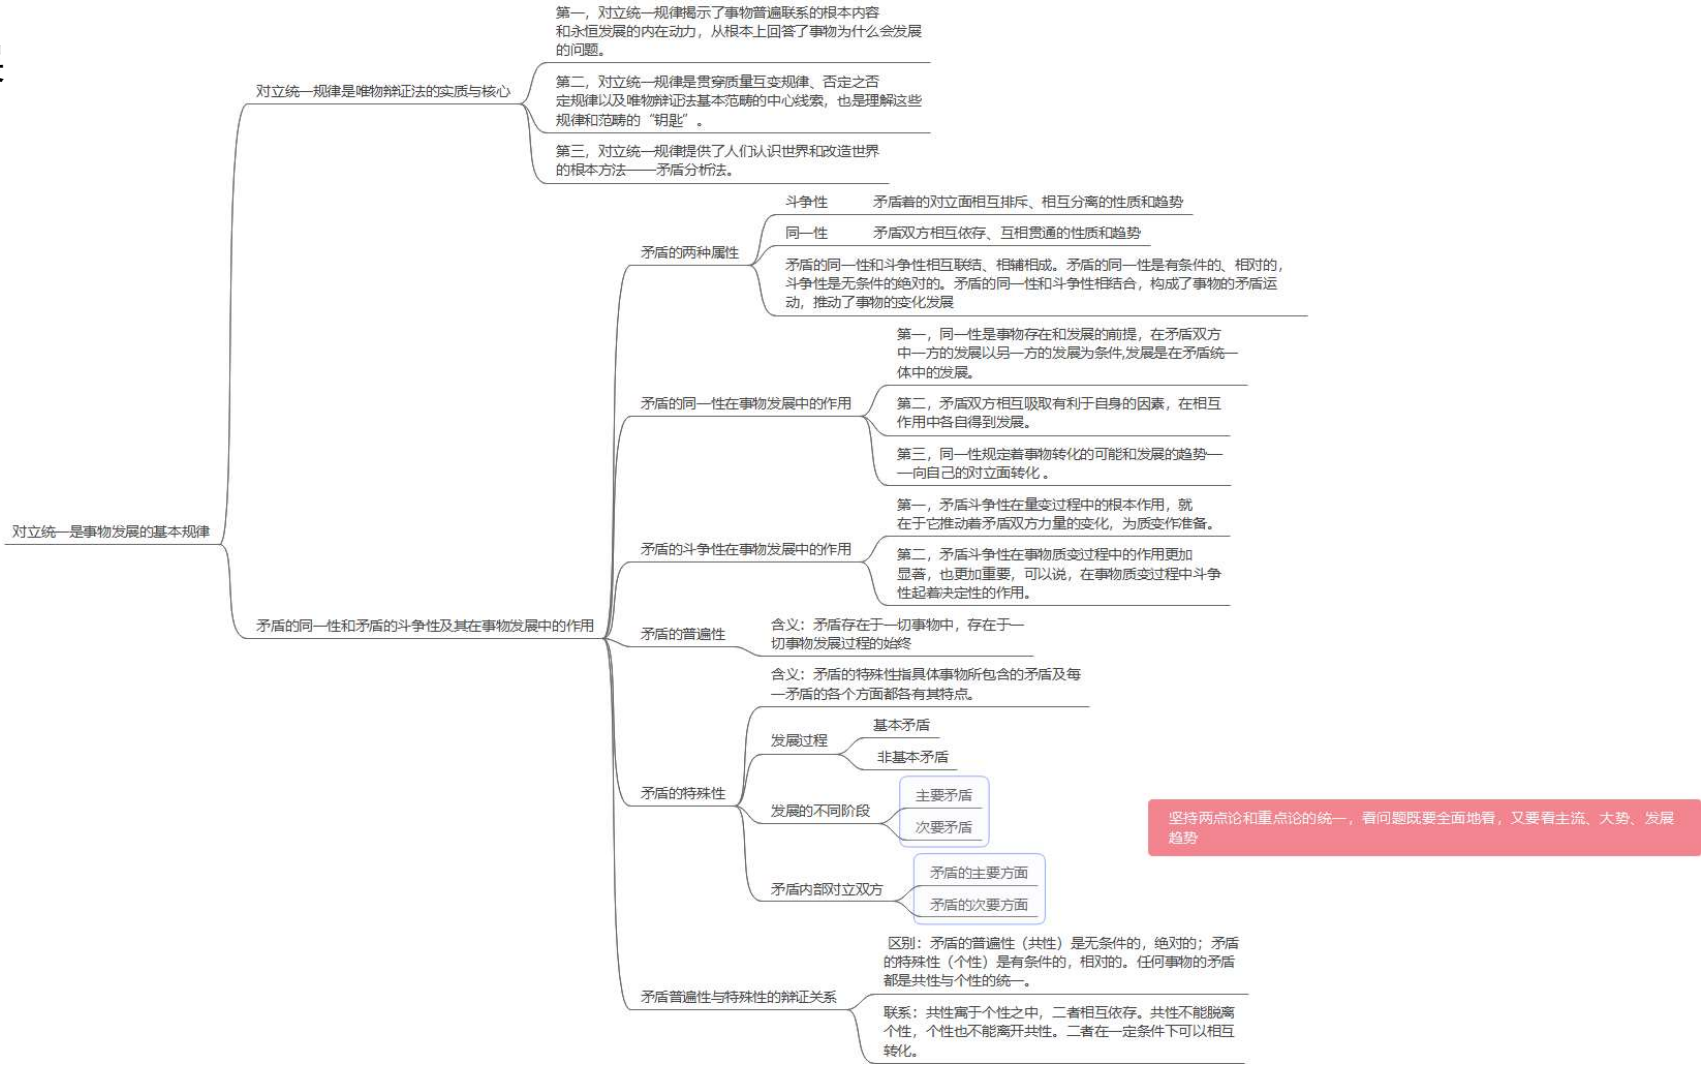 第一，对立统一规律揭示了事物普遍联系的根本内容
和永恒发展的内在动力，从根本上回答了事物为什么会发展
的问题。
对立统一规律是唯物辩证法的实质与核心
第二，对立统一规律是贯穿质量互变规律、否定之否
定规律以及唯物辩证法基本范畴的中心线索，也是理解这些
规律和范畴的“钥匙”。
第三，对立统一规律提供了人们认识世界和改造世界
的根本方法——矛盾分析法。
对立统一是事物发展的基本规律
矛盾的同一性和矛盾的斗争性及其在事物发展中的作用
矛盾的两种属性
斗争性
矛盾着的对立面相互排斥、相互分离的性质和趋势
同一性
矛盾双方相互依存、互相贯通的性质和趋势
矛盾的同一性和斗争性相互联结、相辅相成。矛盾的同一性是有条件的、相对的，
斗争性是无条件的绝对的。矛盾的同一性和斗争性相结合，构成了事物的矛盾运
动，推动了事物的变化发展
矛盾的同一性在事物发展中的作用
第一，同一性是事物存在和发展的前提，在矛盾双方
中一方的发展以另一方的发展为条件,发展是在矛盾统一
体中的发展。
第二，矛盾双方相互吸取有利于自身的因素，在相互
作用中各自得到发展。
第三，同一性规定着事物转化的可能和发展的趋势—
—向自己的对立面转化 。
矛盾的斗争性在事物发展中的作用
第一，矛盾斗争性在量变过程中的根本作用，就
在于它推动着矛盾双方力量的变化，为质变作准备。
第二，矛盾斗争性在事物质变过程中的作用更加
显著，也更加重要，可以说，在事物质变过程中斗争
性起着决定性的作用。
矛盾的普遍性
含义：矛盾存在于一切事物中，存在于一
切事物发展过程的始终
矛盾的特殊性
含义：矛盾的特殊性指具体事物所包含的矛盾及每
一矛盾的各个方面都各有其特点。
发展过程
基本矛盾
非基本矛盾
发展的不同阶段
主要矛盾
次要矛盾
坚持两点论和重点论的统一，看问题既要全面地看，又要看主流、大势、发展
趋势
矛盾内部对立双方
矛盾的主要方面
矛盾的次要方面
矛盾普遍性与特殊性的辩证关系
区别：矛盾的普遍性（共性）是无条件的，绝对的；矛盾
的特殊性（个性）是有条件的，相对的。任何事物的矛盾
都是共性与个性的统一。
联系：共性寓于个性之中，二者相互依存。共性不能脱离
个性，个性也不能离开共性。二者在一定条件下可以相互
转化。